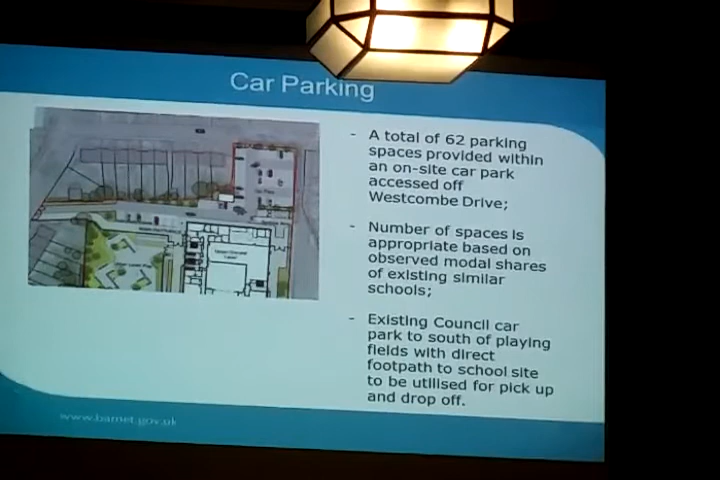 Car Parking
- A total of 62 parking
spaces provided within
an on-site car park
accessed off
Westcombe Drive;
- Number of spaces is
appropriate based on
observed modal shares
of existing similar
schools;
- Existing Council car
park to south of playing
fields with direct
footpath to school site
to be utilised for pick up
and drop off.
www.barnet.gov.uk